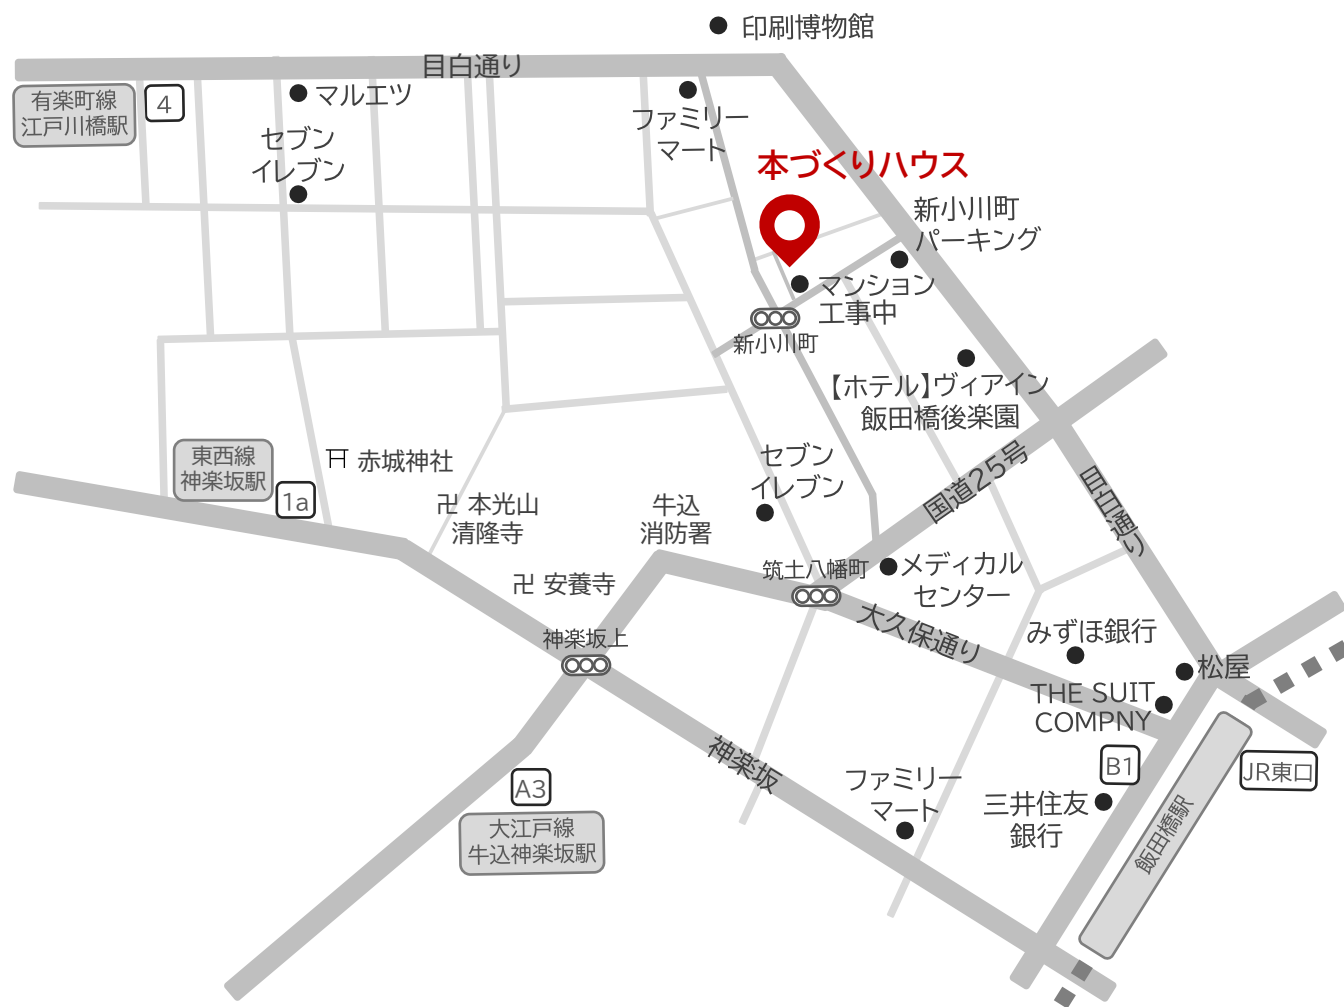 印刷博物館
目白通り
有楽町線
江戸川橋駅
4
マルエツ
セブン
イレブン
ファミリー
マート
本づくりハウス
新小川町
パーキング
マンション
工事中
新小川町
【ホテル】ヴィアイン
飯田橋後楽園
東西線
神楽坂駅
1a
赤城神社
卍 本光山
清隆寺
卍 安養寺
牛込
消防署
セブン
イレブン
国道25号
目白通り
筑土八幡町
メディカル
センター
大久保通り
神楽坂上
みずほ銀行
松屋
THE SUIT
COMPNY
神楽坂
B1
JR東口
A3
大江戸線
牛込神楽坂駅
ファミリー
マート
三井住友
銀行
飯田橋駅